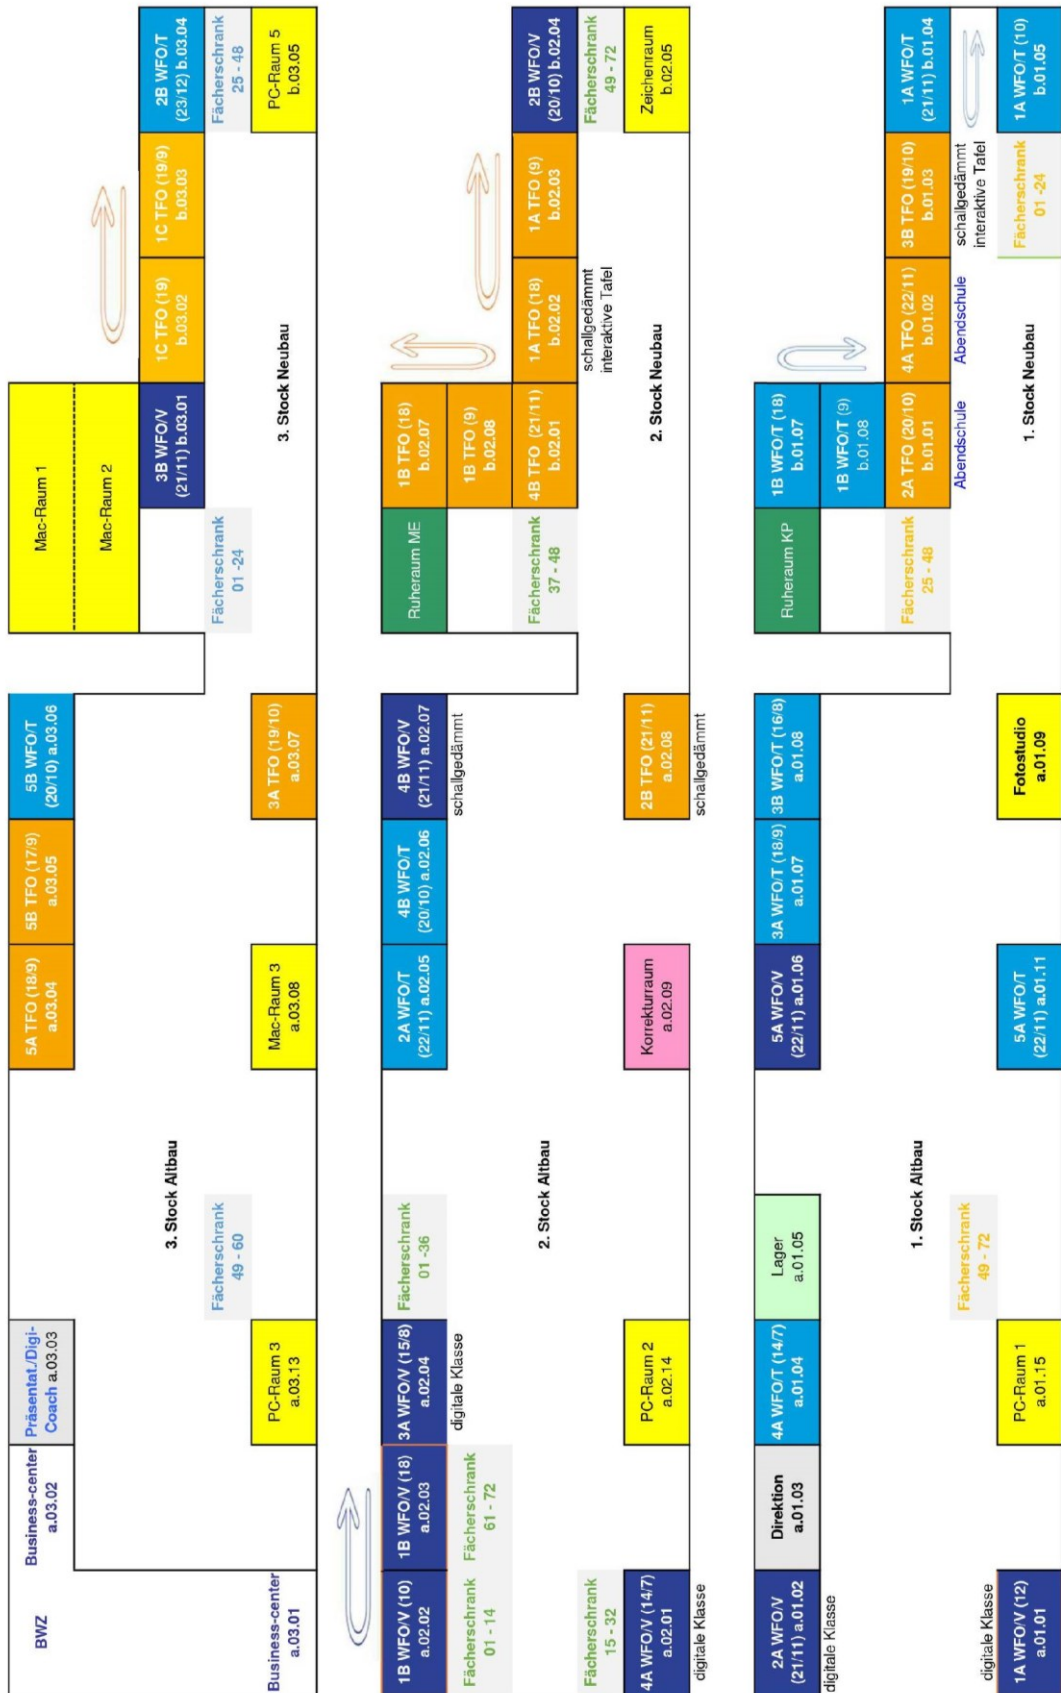 BWZ
Business-center
a.03.02
Präsentat./Digi-
Coach a.03.03
5A TFO (18/9)
a.03.04
5B TFO (17/9)
a.03.05
5B WFO/T
(20/10) a.03.06
Business-center
a.03.01
PC-Raum 3
a.03.13
Fächerschrank
49 - 60
3. Stock Altbau
Mac-Raum 3
a.03.08
3A TFO (19/10)
a.03.07
Mac-Raum 1
Mac-Raum 2
Fächerschrank
01 -24
3B WFO/V
(21/11) b.03.01
1C TFO (19)
b.03.02
1C TFO (19/9)
b.03.03
2B WFO/T
(23/12) b.03.04
Fächerschrank
25 - 48
PC-Raum 5
b.03.05
3. Stock Neubau
1B WFO/V (10)
a.02.02
1B WFO/V (18)
a.02.03
3A WFO/V (15/8)
a.02.04
digitale Klasse
Fächerschrank
01 - 14
Fächerschrank
61 - 72
Fächerschrank
01 -36
2A WFO/T
(22/11) a.02.05
4B WFO/T
(20/10) a.02.06
4B WFO/V
(21/11) a.02.07
schallgedämmt
Fächerschrank
15 - 32
4A WFO/V (14/7)
a.02.01
digitale Klasse
PC-Raum 2
a.02.14
2. Stock Altbau
Korrekturraum
a.02.09
2B TFO (21/11)
a.02.08
schallgedämmt
Ruheraum ME
1B TFO (18)
b.02.07
1B TFO (9)
b.02.08
Fächerschrank
37 - 48
4B TFO (21/11)
b.02.01
1A TFO (18)
b.02.02
schallgedämmt
interaktive Tafel
1A TFO (9)
b.02.03
2B WFO/V
(20/10) b.02.04
Fächerschrank
49 - 72
Zeichenraum
b.02.05
2. Stock Neubau
2A WFO/V
(21/11) a.01.02
digitale Klasse
Direktion
a.01.03
4A WFO/T (14/7)
a.01.04
Lager
a.01.05
5A WFO/V
(22/11) a.01.06
3A WFO/T (18/9)
a.01.07
3B WFO/T (16/8)
a.01.08
digitale Klasse
1A WFO/V (12)
a.01.01
PC-Raum 1
a.01.15
Fächerschrank
49 - 72
1. Stock Altbau
5A WFO/T
(22/11) a.01.11
Fotostudio
a.01.09
Ruheraum KP
1B WFO/T (18)
b.01.07
1B WFO/T (9)
b.01.08
Fächerschrank
25 - 48
2A TFO (20/10)
b.01.01
Abendschule
4A TFO (22/11)
b.01.02
Abendschule
3B TFO (19/10)
b.01.03
schallgedämmt
interaktive Tafel
1A WFO/T
(21/11) b.01.04
Fächerschrank
01 -24
1A WFO/T (10)
b.01.05
1. Stock Neubau